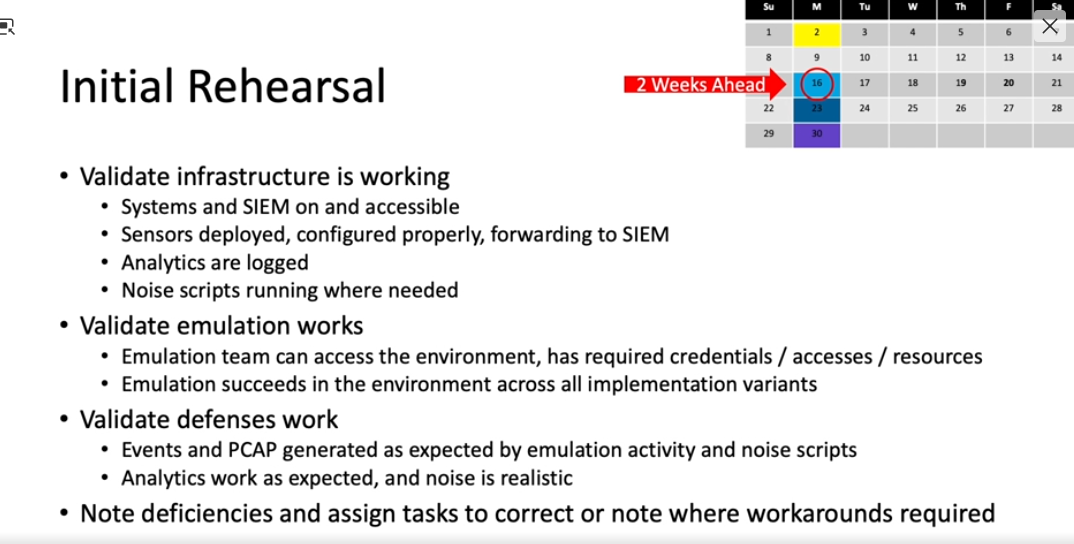 Su M Tu W Th F Sa
1 2 3 4 5 6
8 9 10 11 12 13 14
Initial Rehearsal
2 Weeks Ahead
16 17 18 19 20 21
22 23 24 25 26 27 28
29 30
• Validate infrastructure is working
• Systems and SIEM on and accessible
• Sensors deployed, configured properly, forwarding to SIEM
• Analytics are logged
• Noise scripts running where needed
• Validate emulation works
• Emulation team can access the environment, has required credentials / accesses / resources
• Emulation succeeds in the environment across all implementation variants
• Validate defenses work
• Events and PCAP generated as expected by emulation activity and noise scripts
• Analytics work as expected, and noise is realistic
• Note deficiencies and assign tasks to correct or note where workarounds required